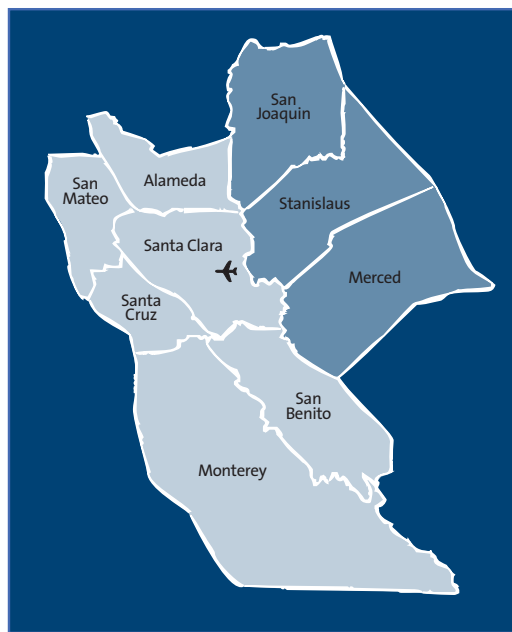 San
Joaquin
Alameda
San
Mateo
Stanislaus
Santa Clara
Merced
Santa
Cruz
San
Benito
Monterey